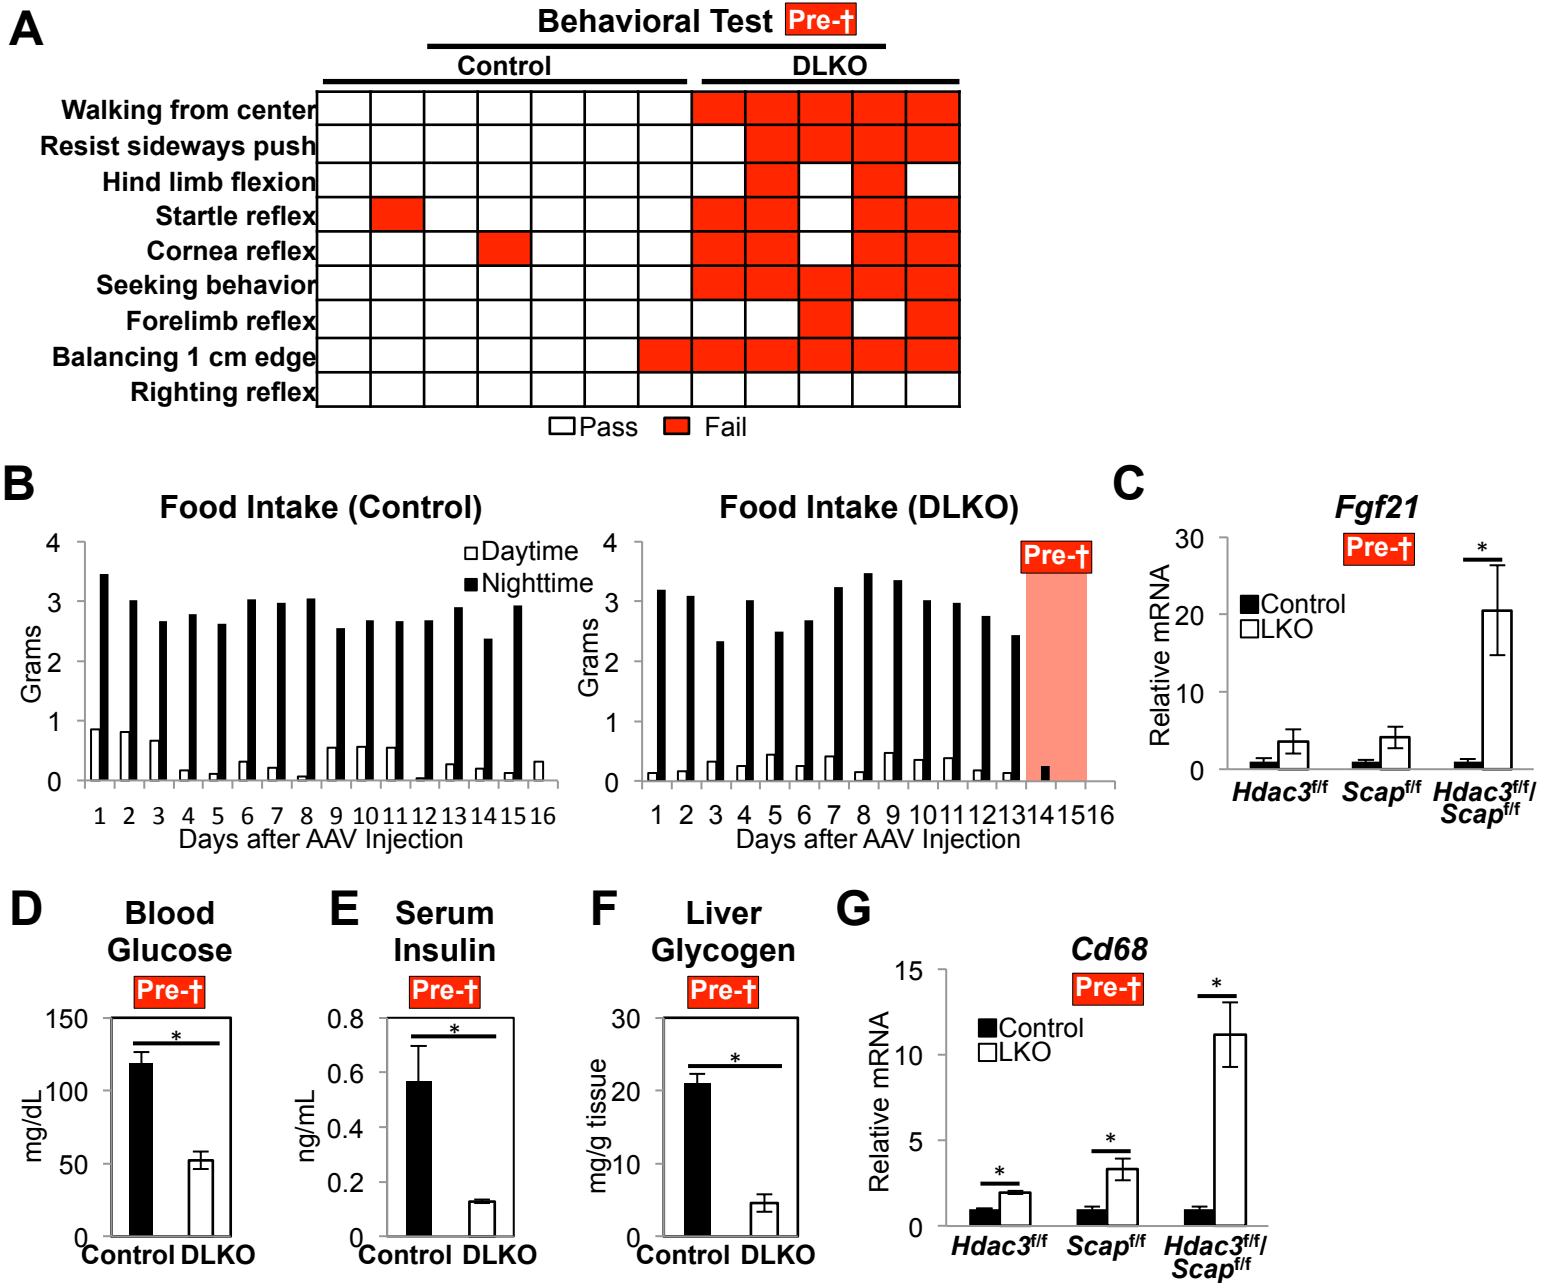 A
Behavioral Test Pre-†
Control DLKO
Walking from center
Resist sideways push
Hind limb flexion
Startle reflex
Cornea reflex
Seeking behavior
Forelimb reflex
Balancing 1 cm edge
Righting reflex
Pass Fail
B
Food Intake (Control)
Daytime
Nighttime
Grams
4
3
2
1
0
1 2 3 4 5 6 7 8 9 10 11 12 13 14 15 16
Days after AAV Injection
Food Intake (DLKO)
Pre-†
Grams
4
3
2
1
0
1 2 3 4 5 6 7 8 9 10 11 12 13 14 15 16
Days after AAV Injection
C
Fgf21
Pre-†
*
Control
LKO
Relative mRNA
30
20
10
0
Hdac3f/f Scapf/f Hdac3f/f/
Scapf/f
D
Blood
Glucose
Pre-†
*
mg/dL
150
100
50
0
Control DLKO
E
Serum
Insulin
Pre-†
*
ng/mL
0.8
0.6
0.4
0.2
0
Control DLKO
F
Liver
Glycogen
Pre-†
*
mg/g tissue
30
20
10
0
Control DLKO
G
Cd68
Pre-†
Control
LKO
* * *
Relative mRNA
15
10
5
0
Hdac3f/f Scapf/f Hdac3f/f/
Scapf/f